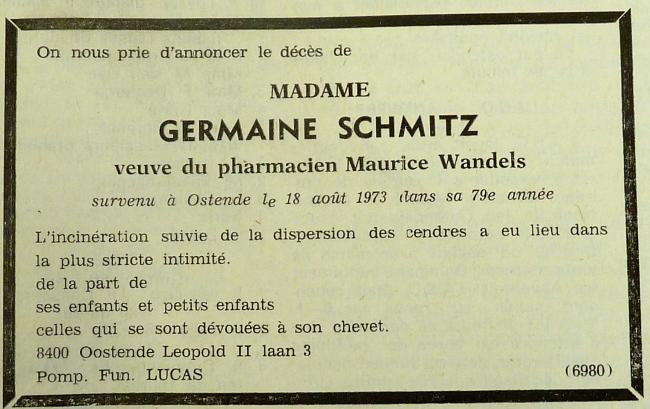 On nous prie d'annoncer le décès de
MADAME
GERMAINE SCHMITZ
veuve du pharmacien Maurice Wandels
survenu à Ostende le 18 août 1973 dans sa 79e année
L'incinération suivie de la dispersion des cendres a eu lieu dans
la plus stricte intimité.
de la part de
ses enfants et petits enfants
celles qui se sont dévouées à son chevet.
8400 Oostende Leopold II laan 3
Pomp. Fun. LUCAS (6980)